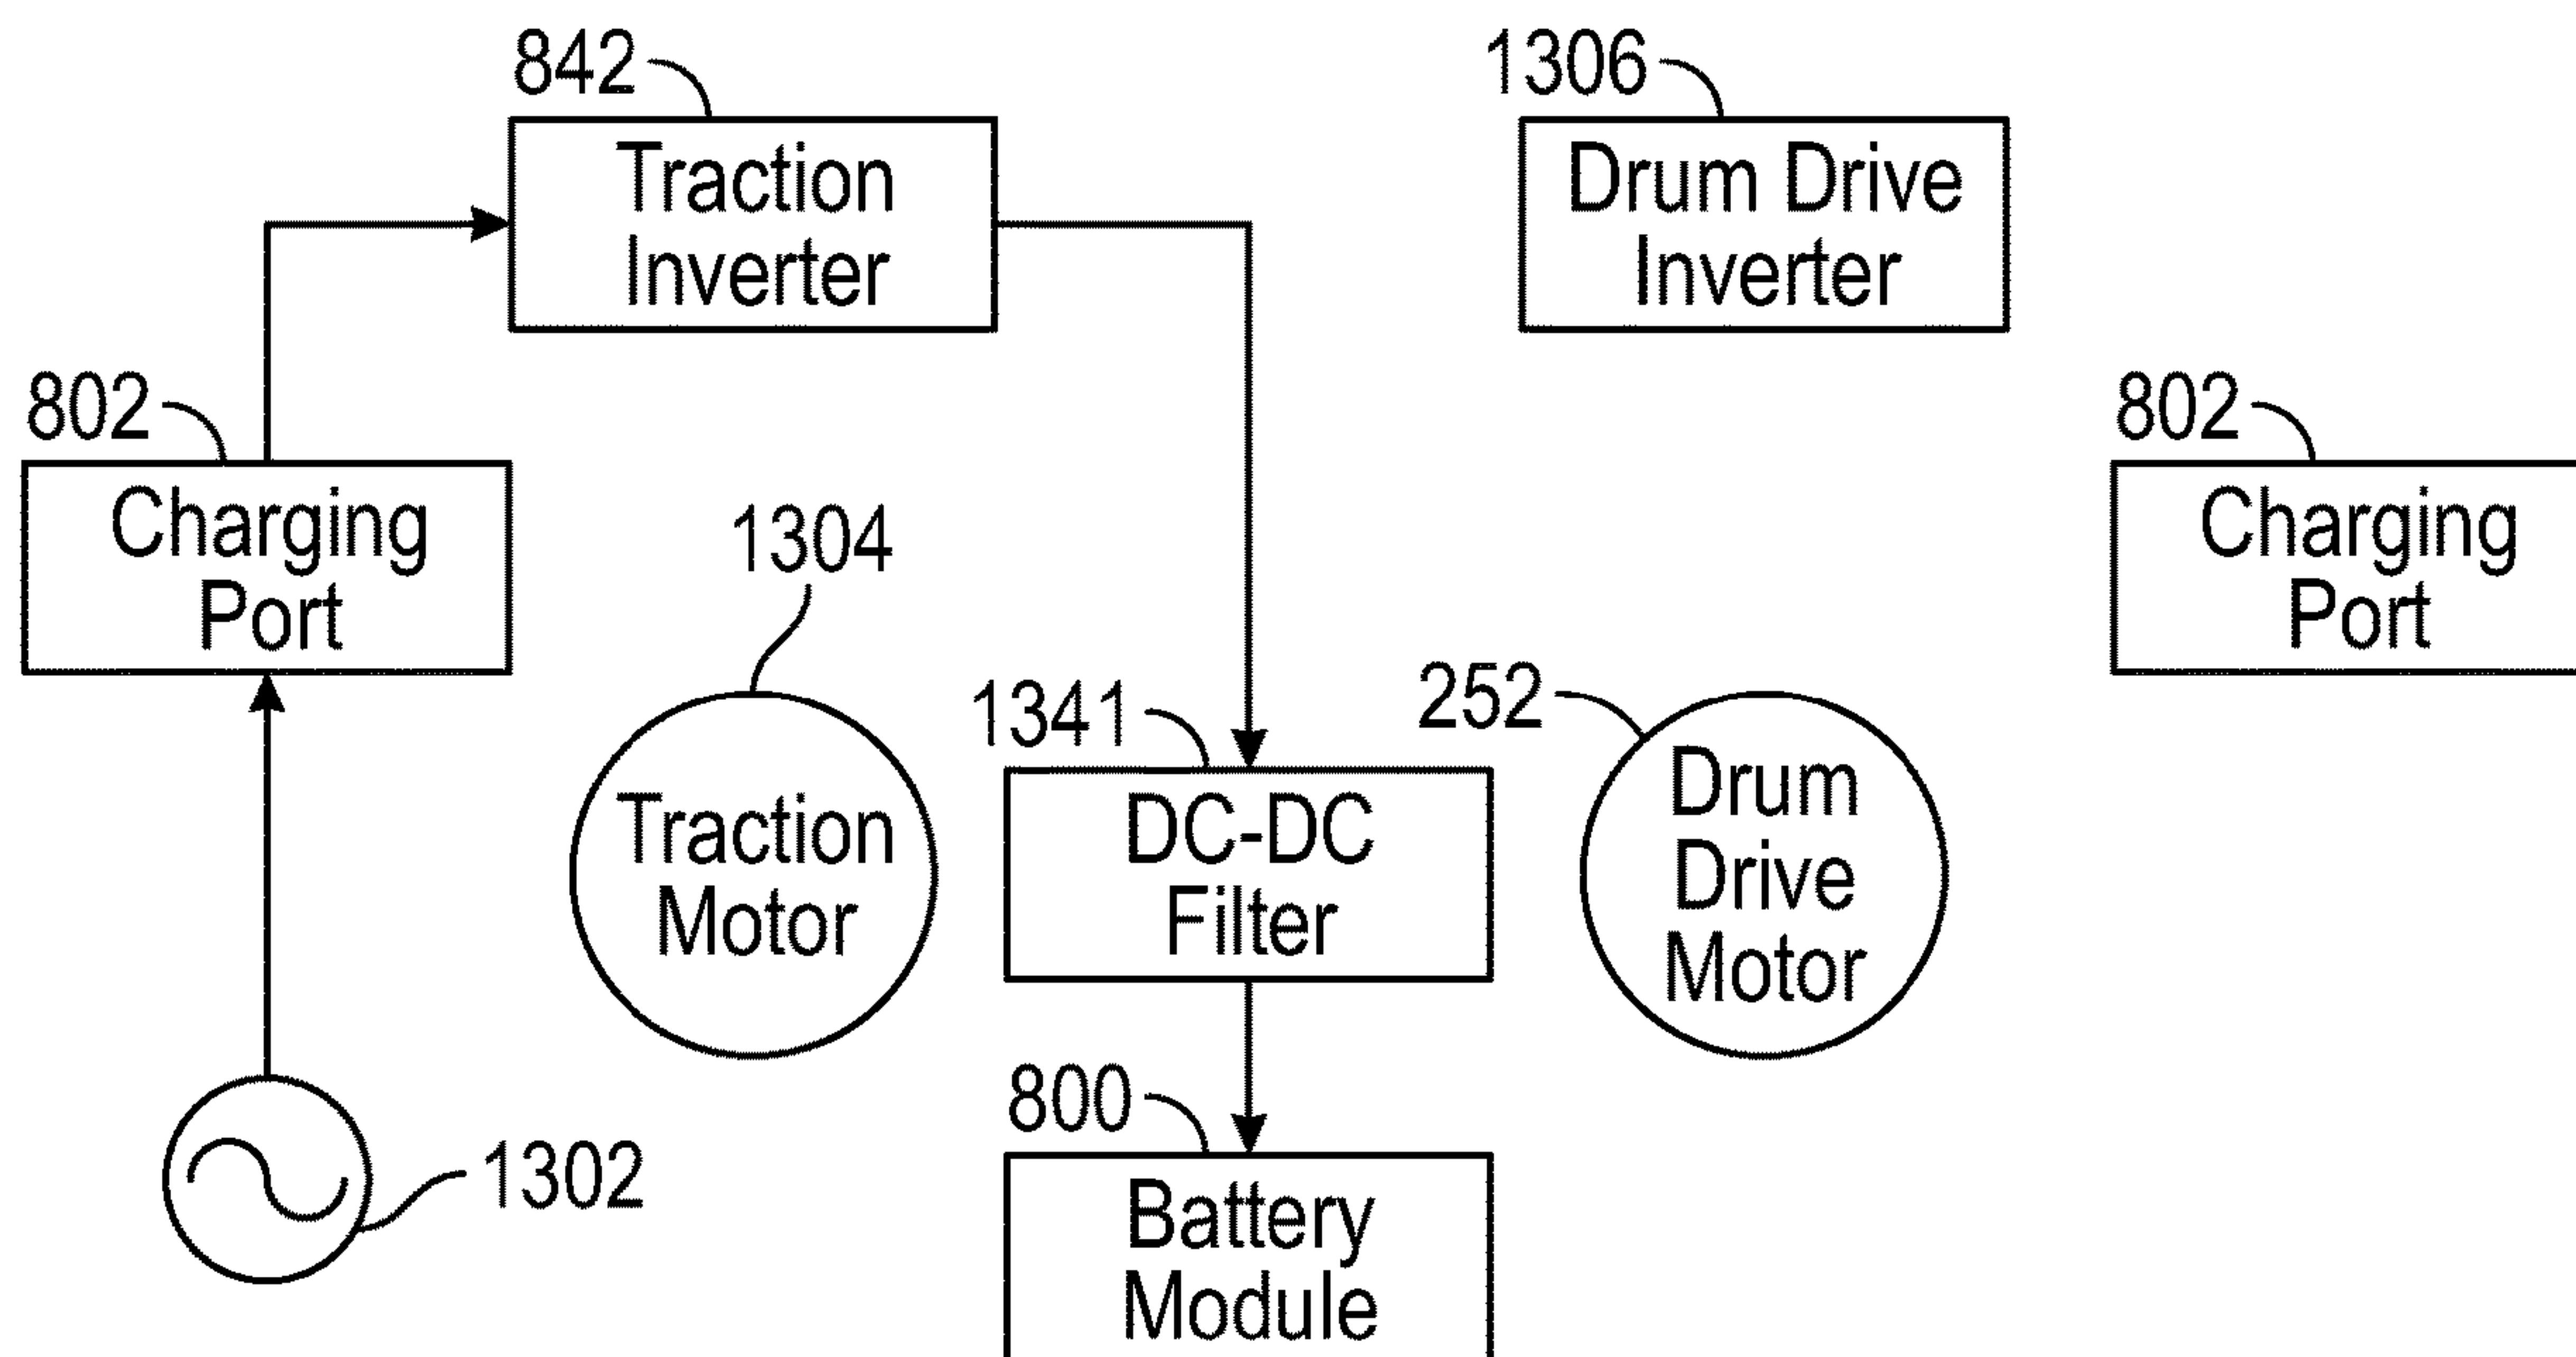 842
Traction
Inverter
1306
Drum Drive
Inverter
802
Charging
Port
802
Charging
Port
1304
Traction
Motor
1341
DC-DC
Filter
252
Drum
Drive
Motor
800
Battery
Module
1302